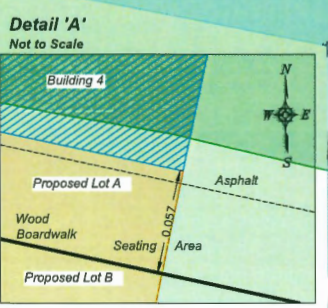 Detail 'A'
Not to Scale
Building 4
N
W E
S
Proposed Lot A
Asphalt
0.057
Wood
Boardwalk
Seating Area
Proposed Lot B